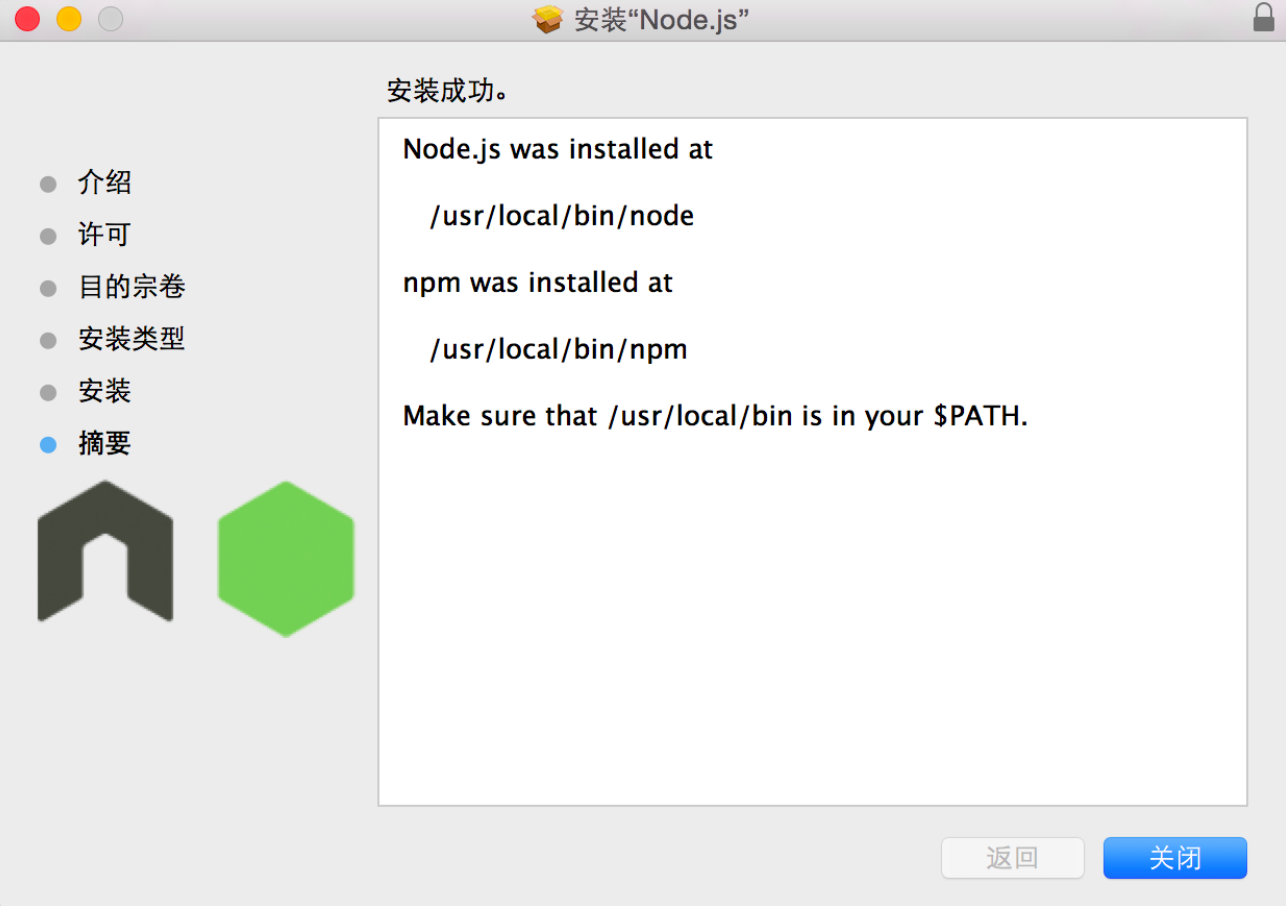 安装“Node.js”
安装成功。
介绍
许可
目的宗卷
安装类型
安装
摘要
Node.js was installed at
/usr/local/bin/node
npm was installed at
/usr/local/bin/npm
Make sure that /usr/local/bin is in your $PATH.
返回
关闭